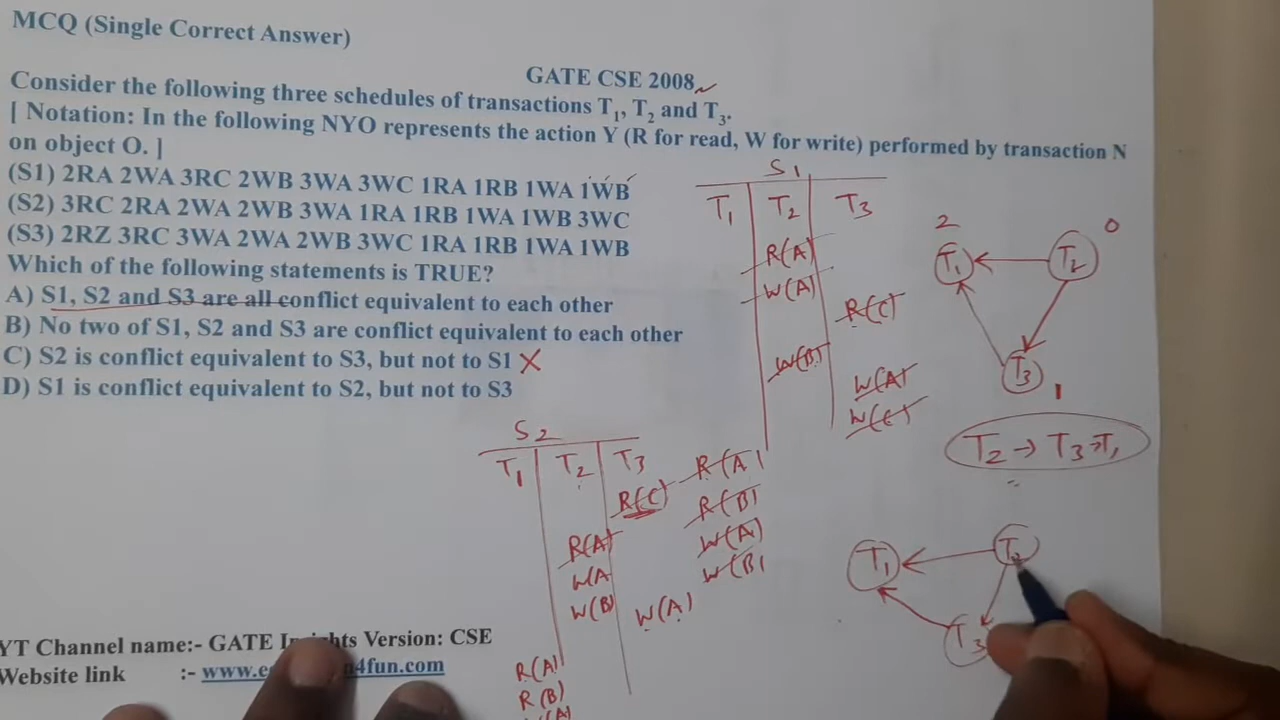 MCQ (Single Correct Answer)
GATE CSE 2008
Consider the following three schedules of transactions T1, T2 and T3.
[ Notation: In the following NYO represents the action Y (R for read, W for write) performed by transaction N
on object O. ]
(S1) 2RA 2WA 3RC 2WB 3WA 3WC 1RA 1RB 1WA 1WB
(S2) 3RC 2RA 2WA 2WB 3WA 1RA 1RB 1WA 1WB 3WC
(S3) 2RZ 3RC 3WA 2WA 2WB 3WC 1RA 1RB 1WA 1WB
Which of the following statements is TRUE?
A) S1, S2 and S3 are all conflict equivalent to each other
B) No two of S1, S2 and S3 are conflict equivalent to each other
C) S2 is conflict equivalent to S3, but not to S1 X
D) S1 is conflict equivalent to S2, but not to S3
S1
T1 T2 T3
R(A)
W(A)
R(C)
W(B)
W(A)
W(C)
R(A)
R(B)
W(A)
W(B)
2 0
T1 T2
T3
1
T2 → T3 → T1
S2
T1 T2 T3
R(C)
R(A)
W(A
W(B)
W(A)
R(A)
R(B)
W(A)
T1
T3
YT Channel name:- GATE Version: CSE
Website link :-